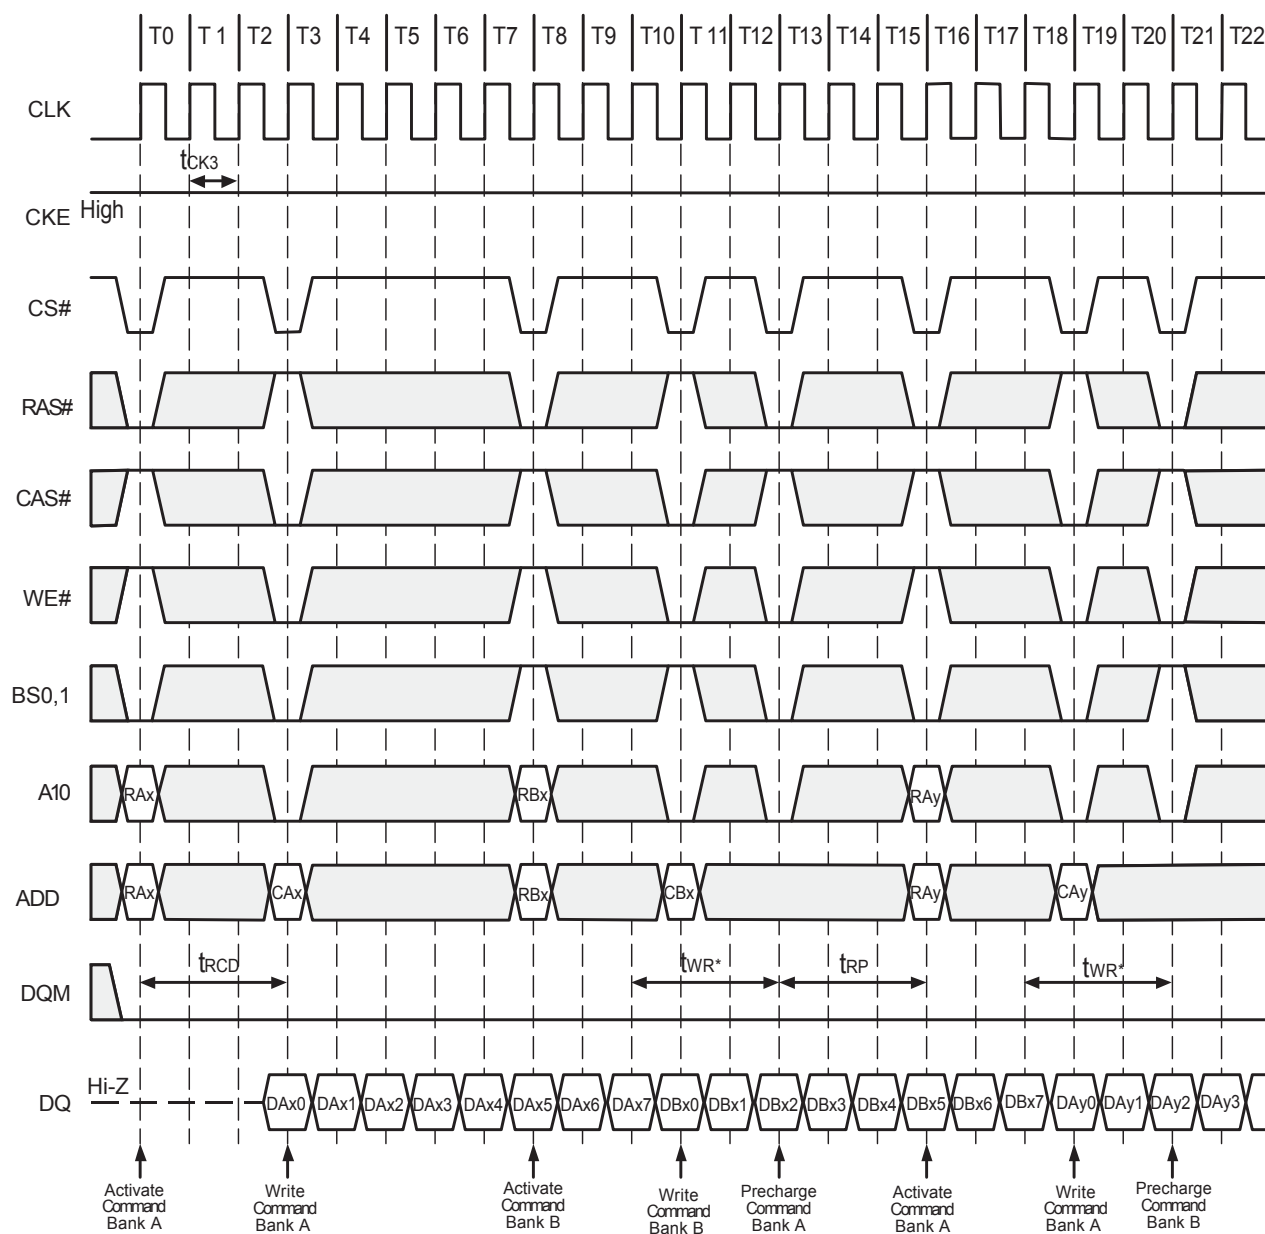 T0 T 1 T2 T3 T4 T5 T6 T7 T8 T9 T10 T 11 T12 T13 T14 T15 T16 T17 T18 T19 T20 T21 T22
CLK
tCK3
CKE High
CS#
RAS#
CAS#
WE#
BS0,1
A10 RAx RBx RAy
ADD RAx CAx RBx CBx RAy CAy
DQM tRCD tWR* tRP tWR*
DQ Hi-Z DAx0 DAx1 DAx2 DAx3 DAx4 DAx5 DAx6 DAx7 DBx0 DBx1 DBx2 DBx3 DBx4 DBx5 DBx6 DBx7 DAy0 DAy1 DAy2 DAy3
Activate
Command
Bank A
Write
Command
Bank A
Activate
Command
Bank B
Write
Command
Bank B
Precharge
Command
Bank A
Activate
Command
Bank A
Write
Command
Bank A
Precharge
Command
Bank B